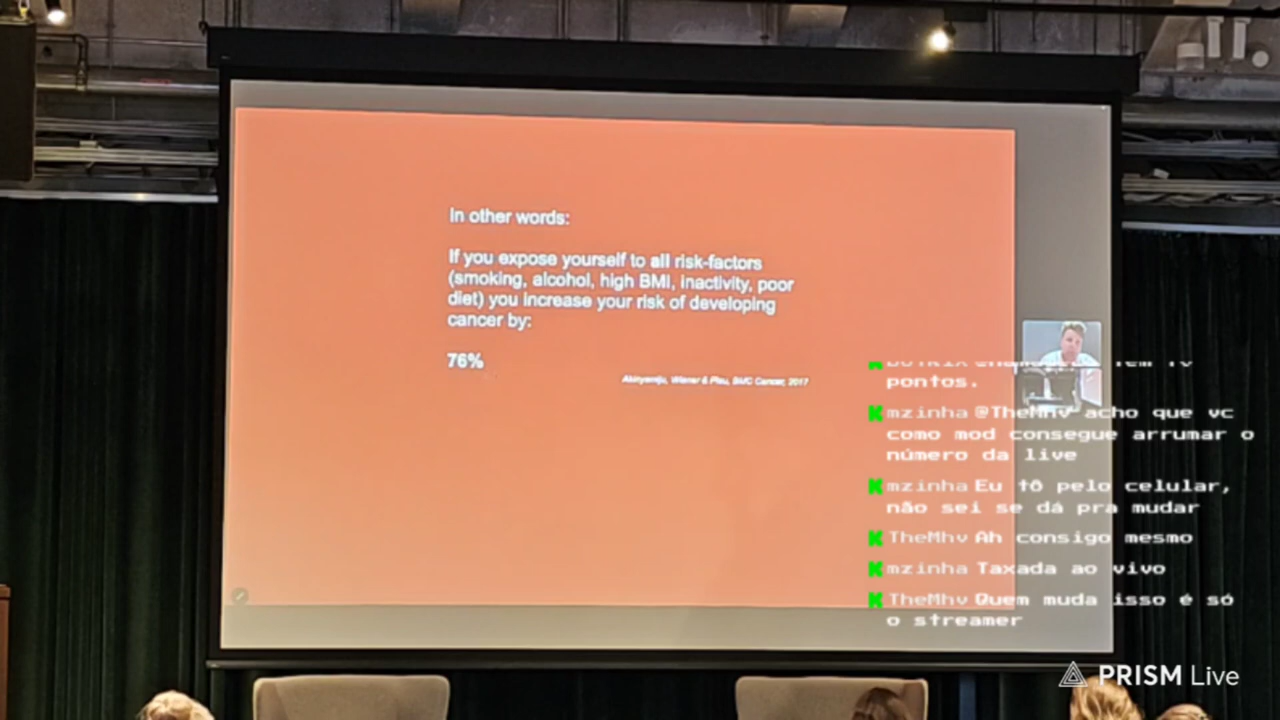 In other words:
If you expose yourself to all risk-factors
(smoking, alcohol, high BMI, inactivity, poor
diet) you increase your risk of developing
cancer by:
76%
Akinyemiju, Wiener & Pisu, BMC Cancer, 2017
pontos.
mzinha @TheMhv acho que vc
como mod consegue arrumar o
número da live
mzinha Eu tô pelo celular,
não sei se dá pra mudar
TheMhv Ah consigo mesmo
mzinha Taxada ao vivo
TheMhv Quem muda isso é só
o streamer
PRISM Live